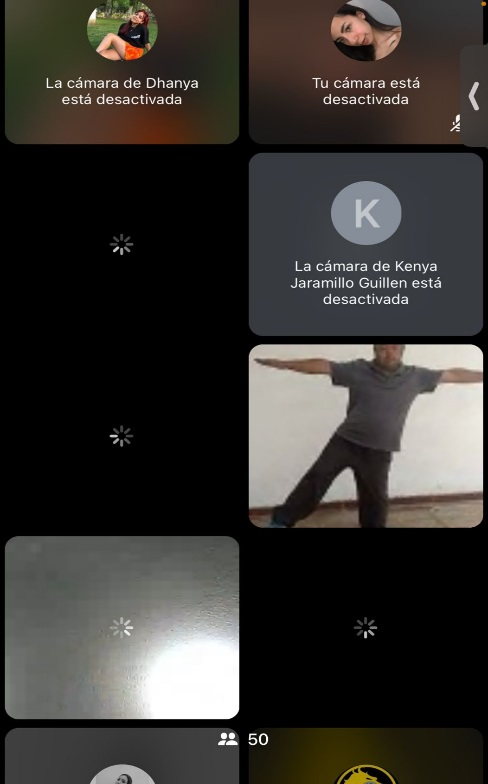 La cámara de Dhanya
está desactivada
Tu cámara está
desactivada
K
La cámara de Kenya
Jaramillo Guillen está
desactivada
50